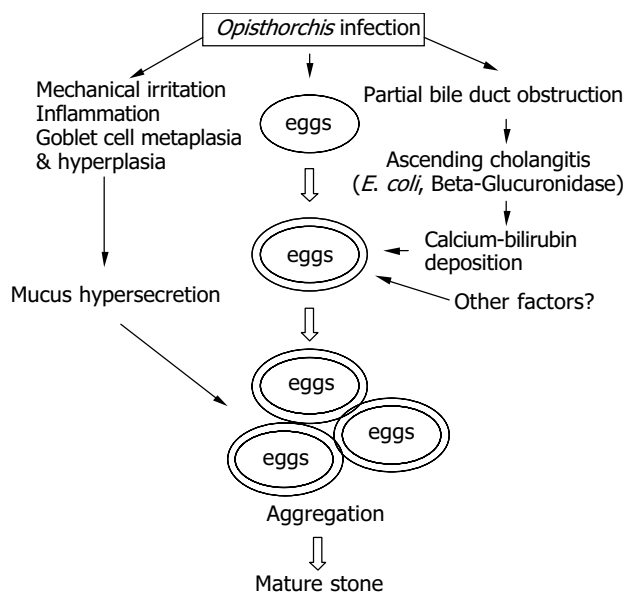 Opisthorchis infection
Mechanical irritation
Inflammation
Goblet cell metaplasia
& hyperplasia
eggs
Partial bile duct obstruction
Ascending cholangitis
(E. coli, Beta-Glucuronidase)
eggs
Calcium-bilirubin
deposition
Mucus hypersecretion
Other factors?
eggs
eggs
eggs
Aggregation
Mature stone